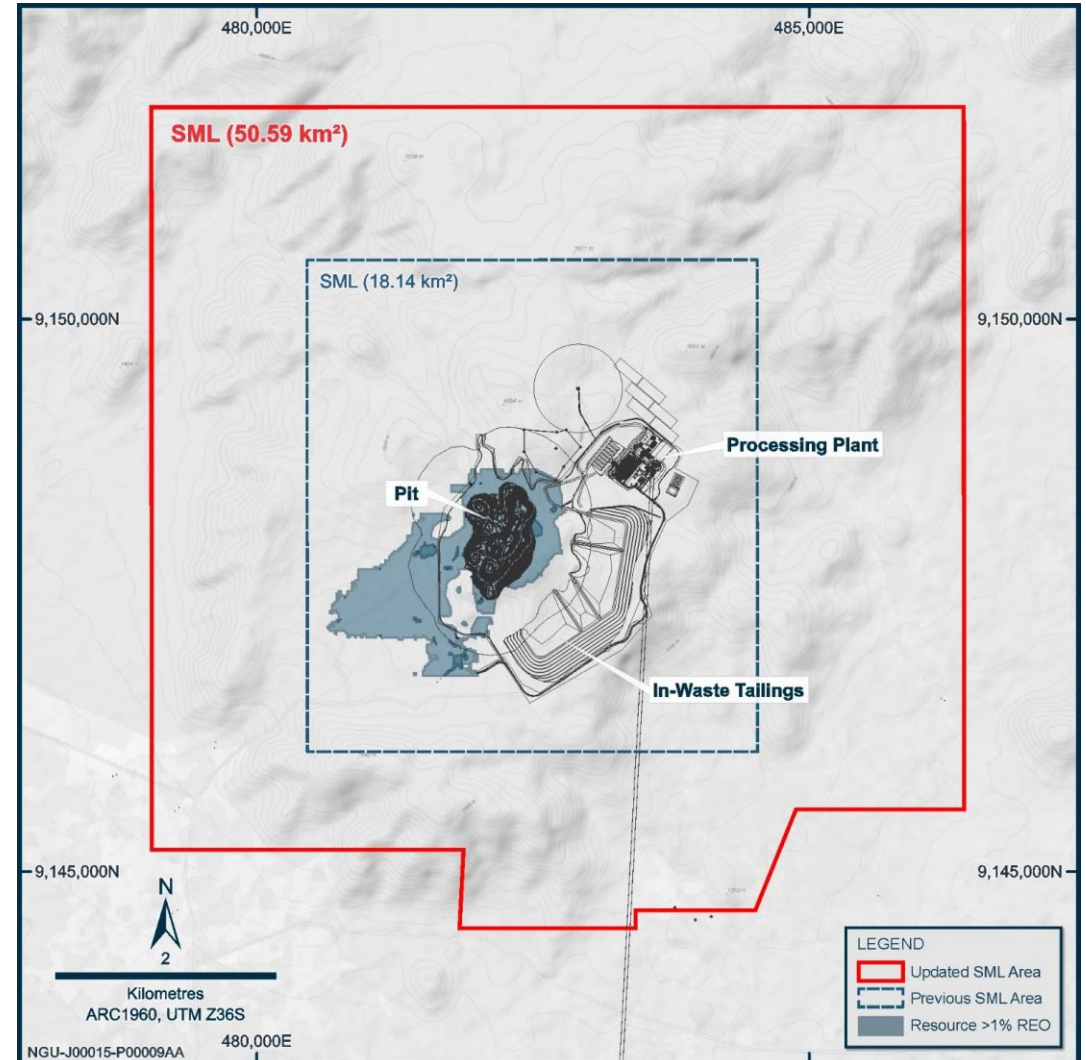 480,000E
485,000E
SML (50.59 km²)
SML (18.14 km²)
9,150,000N
9,150,000N
Processing Plant
Pit
In-Waste Tailings
9,145,000N
9,145,000N
N
2
Kilometres
ARC1960, UTM Z36S
LEGEND
Updated SML Area
Previous SML Area
Resource >1% REO
480,000E
NGU-J00015-P00009AA